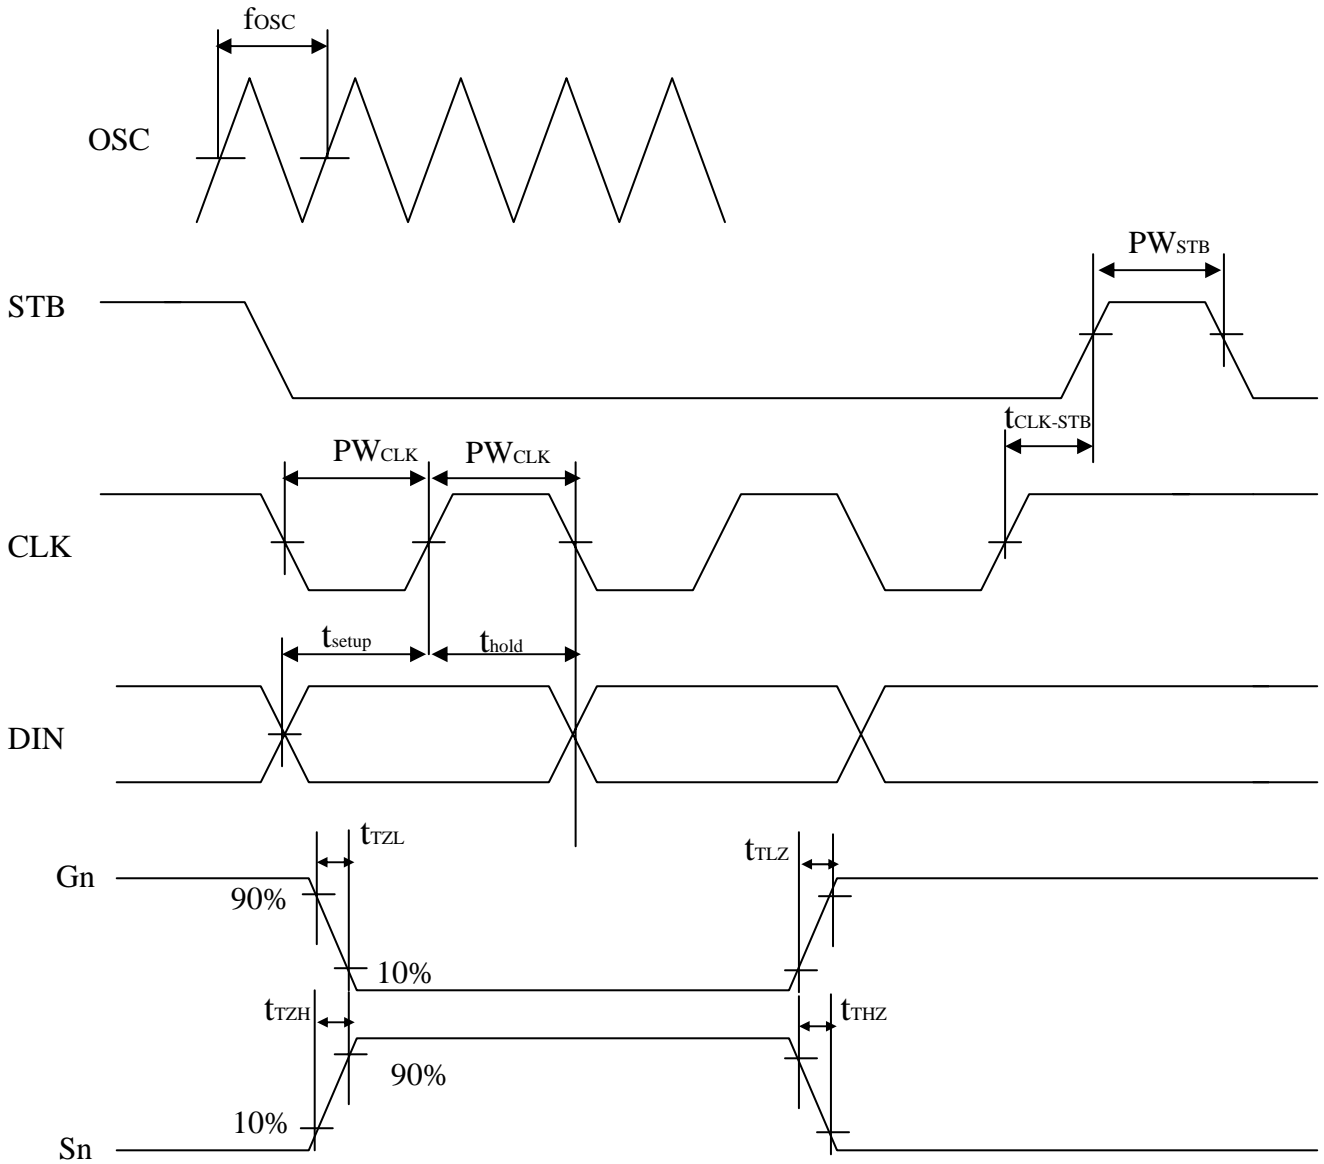 fosc
OSC
PWSTB
STB
tCLK-STB
PWCLK PWCLK
CLK
tsetup thold
DIN
tTZL tTLZ
Gn
90%
10%
tTZH tTHZ
90%
10%
Sn